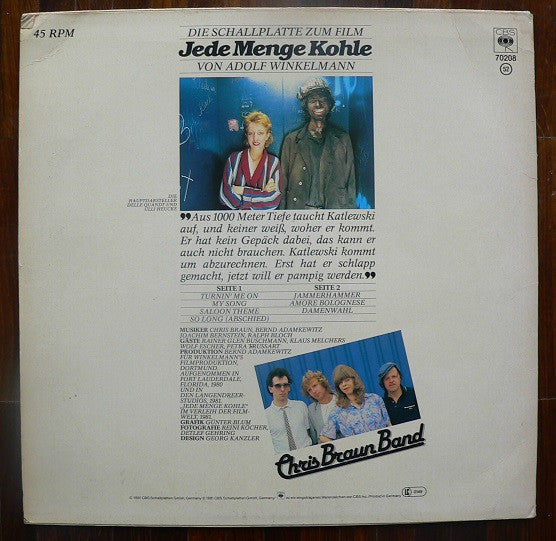 45 RPM
DIE SCHALLPLATTE ZUM FILM
Jede Menge Kohle
VON ADOLF WINKELMANN
CBS
70208
DIE
HAUPTDARSTELLER
DELLE QUANDT UND
ULLI HEUCKE
"Aus 1000 Meter Tiefe taucht Katlewski
auf, und keiner weiß, woher er kommt.
Er hat kein Gepäck dabei, das kann er
auch nicht brauchen. Katlewski kommt
um abzurechnen. Erst hat er schlapp
gemacht, jetzt will er pampig werden."
SEITE 1
TURNIN' ME ON
MY SONG
SALOON THEME
SO LONG (ABSCHIED)
SEITE 2
JAMMERHAMMER
AMORE BOLOGNESE
DAMENWAHL
MUSIKER CHRIS BRAUN, BERND ADAMKEWITZ
JOACHIM BERNSTEIN, RALPH BLOCH
GÄSTE RAINER GLEN BUSCHMANN, KLAUS MELCHERS
WOLF ESCHER, PETRA BRUSSART
PRODUKTION BERND ADAMKEWITZ
FÜR WINKELMANN'S
FILMPRODUKTION,
DORTMUND.
AUFGENOMMEN IN
FORT LAUDERDALE,
FLORIDA, 1980
UND IN
DEN LANGENDREER-
STUDIOS, 1981.
"JEDE MENGE KOHLE"
IM VERLEIH DER FILM-
WELT, 1981.
GRAFIK GÜNTER BLUM
FOTOGRAFIE REINI KÖCHER,
DETLEF GEHRING
DESIGN GEORG KANZLER
Chris Braun Band